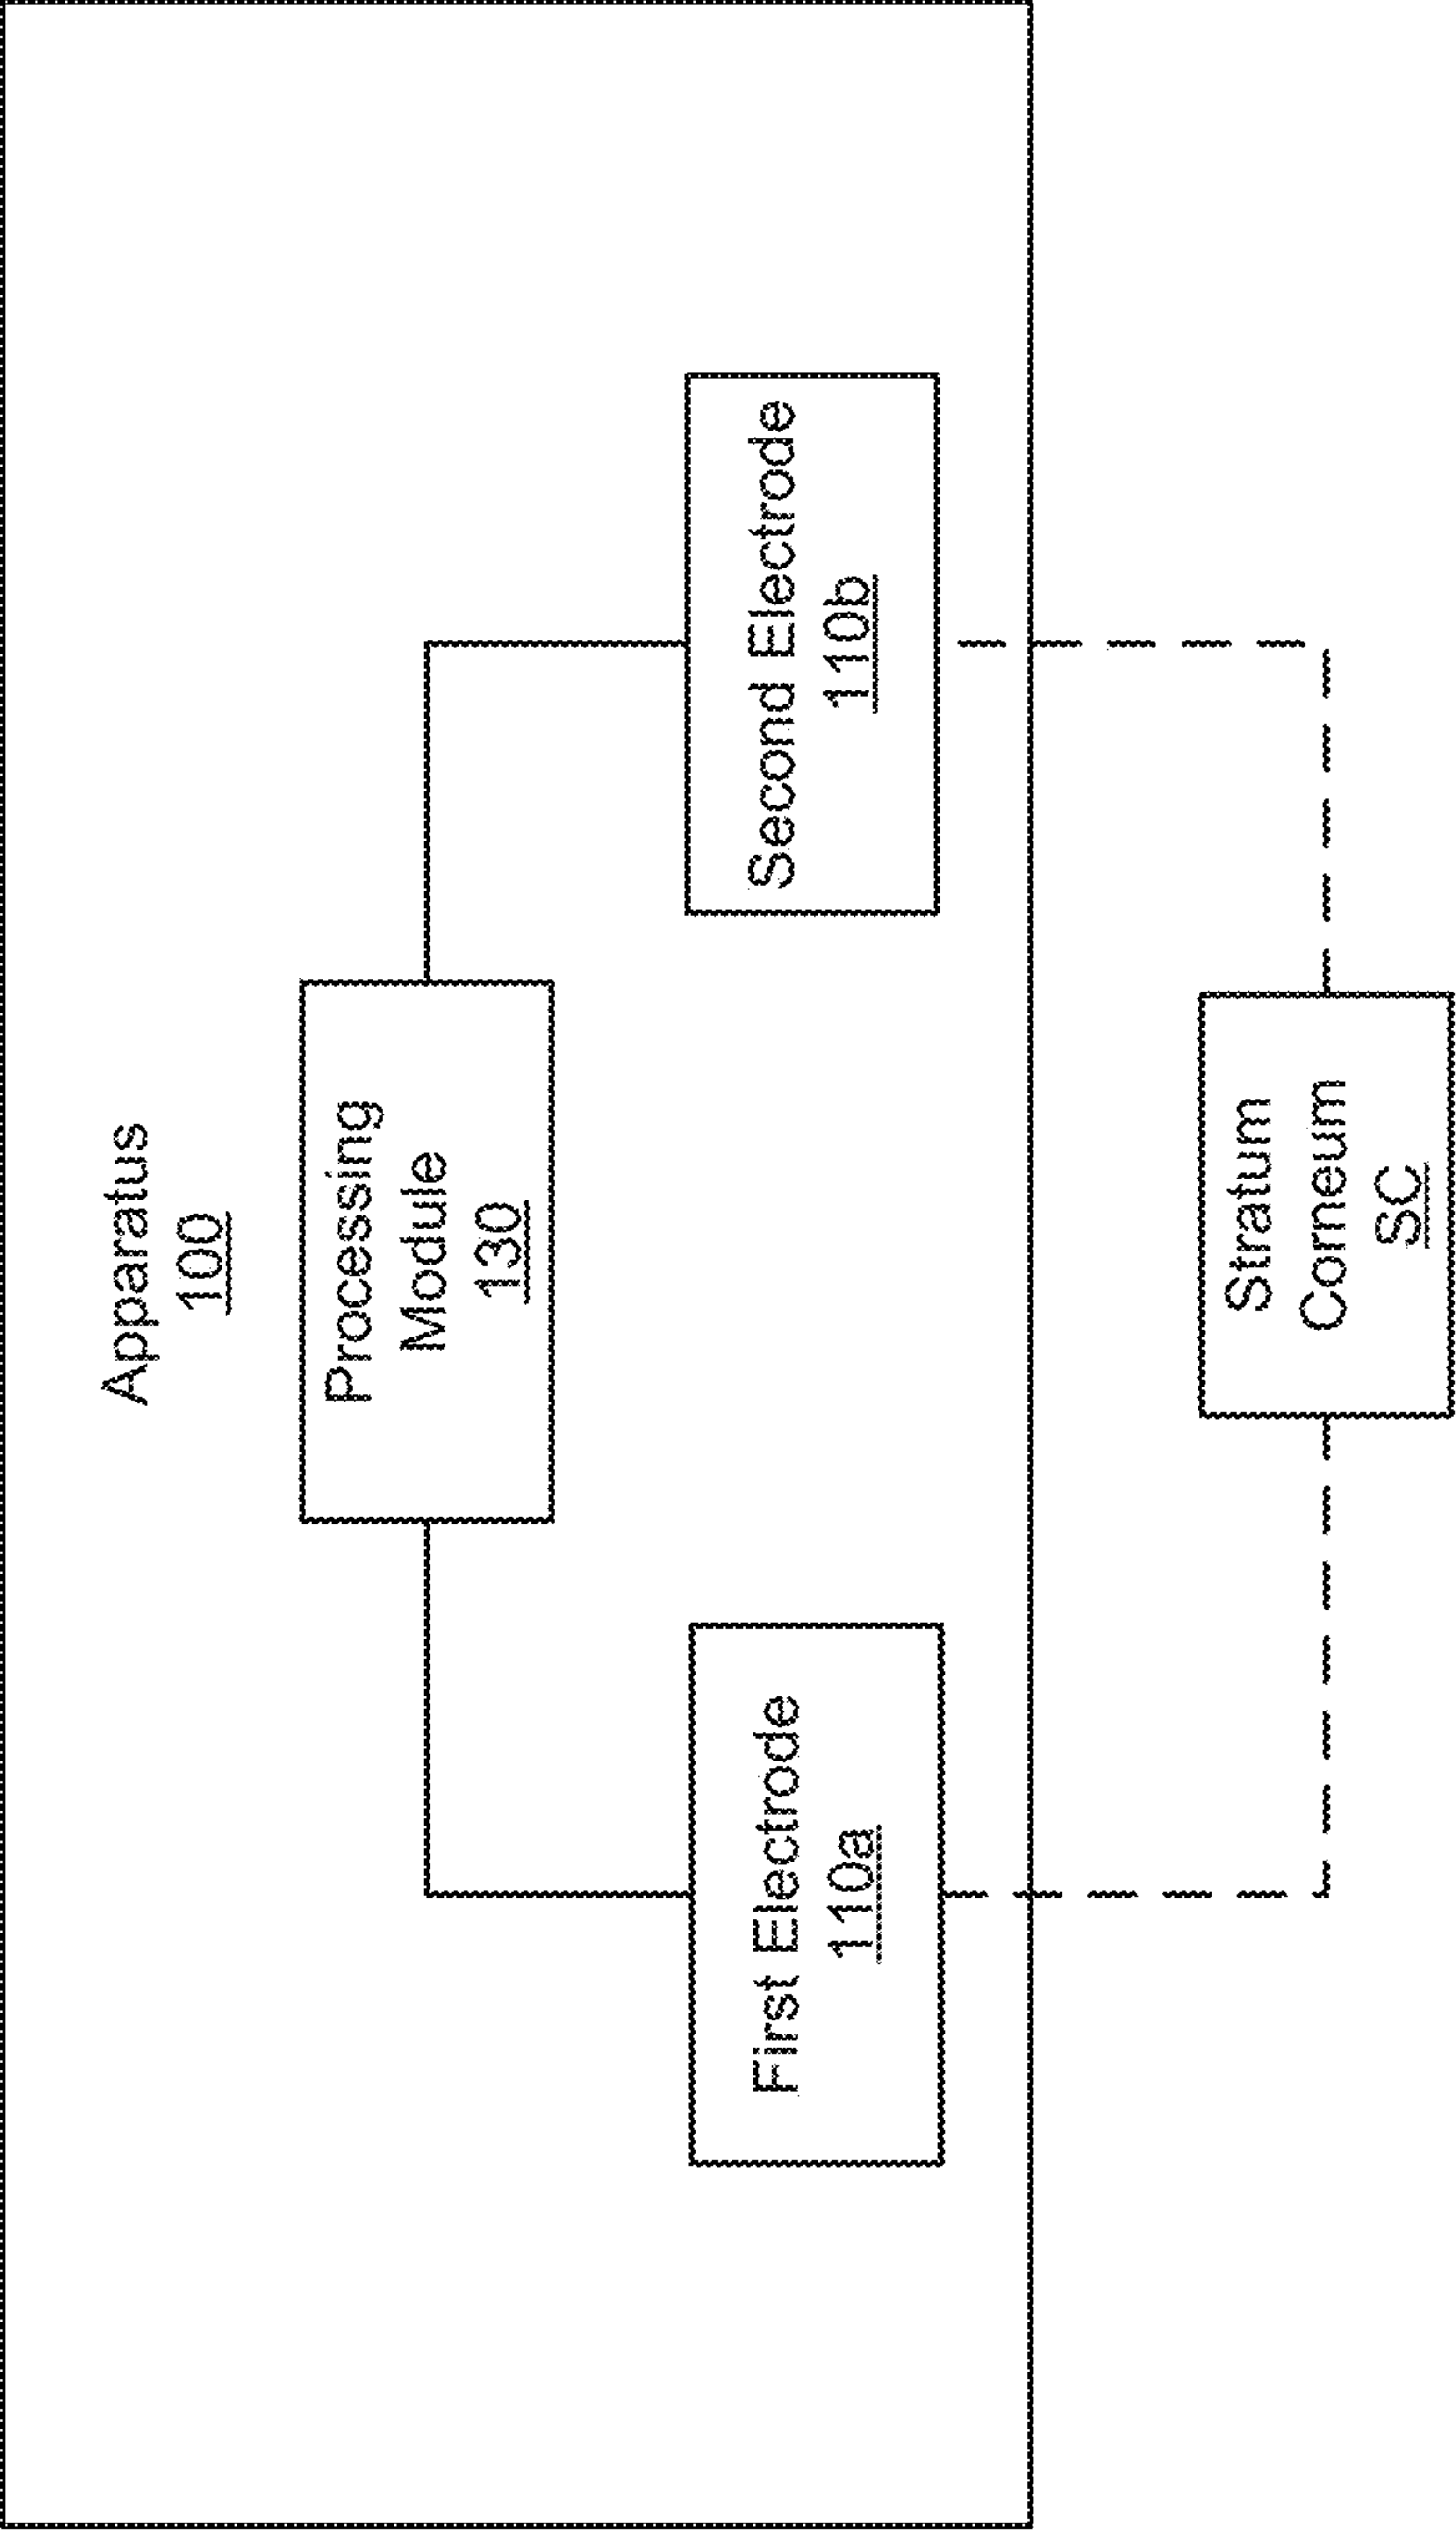 Apparatus
100
Processing
Module
130
First Electrode
110a
Second Electrode
110b
Stratum
Corneum
SC